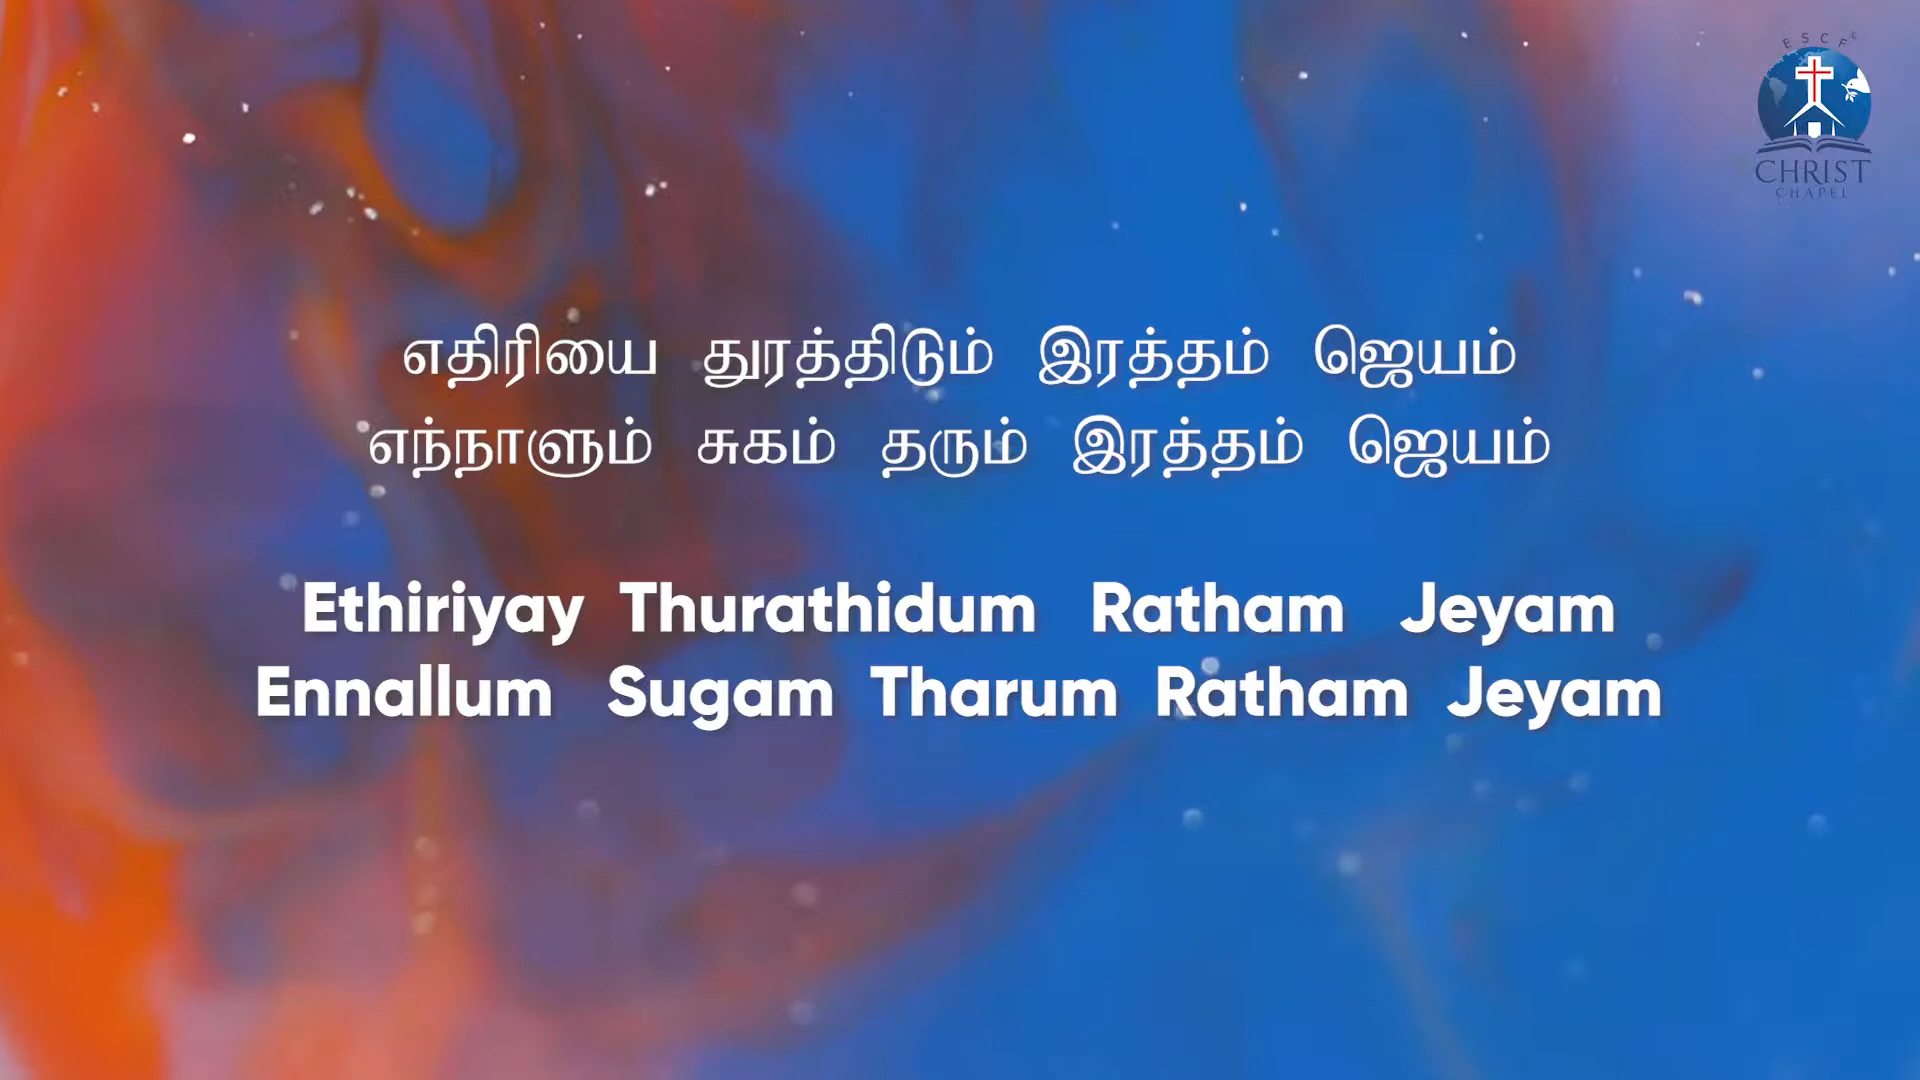 ESCF
CHRIST
CHAPEL
எதிரியை துரத்திடும் இரத்தம் ஜெயம்
எந்நாளும் சுகம் தரும் இரத்தம் ஜெயம்
Ethiriyay Thurathidum Ratham Jeyam
Ennallum Sugam Tharum Ratham Jeyam